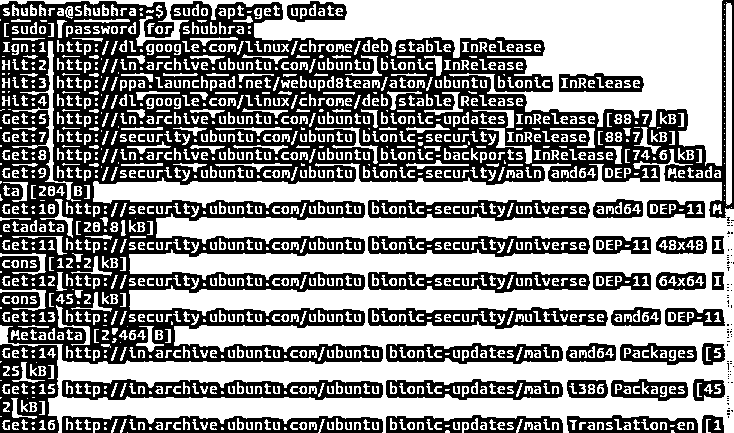 shubhra@Shubhra:~$ sudo apt-get update
[sudo] password for shubhra:
Ign:1 http://dl.google.com/linux/chrome/deb stable InRelease
Hit:2 http://in.archive.ubuntu.com/ubuntu bionic InRelease
Hit:3 http://ppa.launchpad.net/webupd8team/atom/ubuntu bionic InRelease
Hit:4 http://dl.google.com/linux/chrome/deb stable Release
Get:5 http://in.archive.ubuntu.com/ubuntu bionic-updates InRelease [88.7 kB]
Get:7 http://security.ubuntu.com/ubuntu bionic-security InRelease [88.7 kB]
Get:8 http://in.archive.ubuntu.com/ubuntu bionic-backports InRelease [74.6 kB]
Get:9 http://security.ubuntu.com/ubuntu bionic-security/main amd64 DEP-11 Metada
ta [204 B]
Get:10 http://security.ubuntu.com/ubuntu bionic-security/universe amd64 DEP-11 M
etadata [20.8 kB]
Get:11 http://security.ubuntu.com/ubuntu bionic-security/universe DEP-11 48x48 I
cons [12.2 kB]
Get:12 http://security.ubuntu.com/ubuntu bionic-security/universe DEP-11 64x64 I
cons [45.2 kB]
Get:13 http://security.ubuntu.com/ubuntu bionic-security/multiverse amd64 DEP-11
 Metadata [2,464 B]
Get:14 http://in.archive.ubuntu.com/ubuntu bionic-updates/main amd64 Packages [5
25 kB]
Get:15 http://in.archive.ubuntu.com/ubuntu bionic-updates/main i386 Packages [45
2 kB]
Get:16 http://in.archive.ubuntu.com/ubuntu bionic-updates/main Translation-en [1